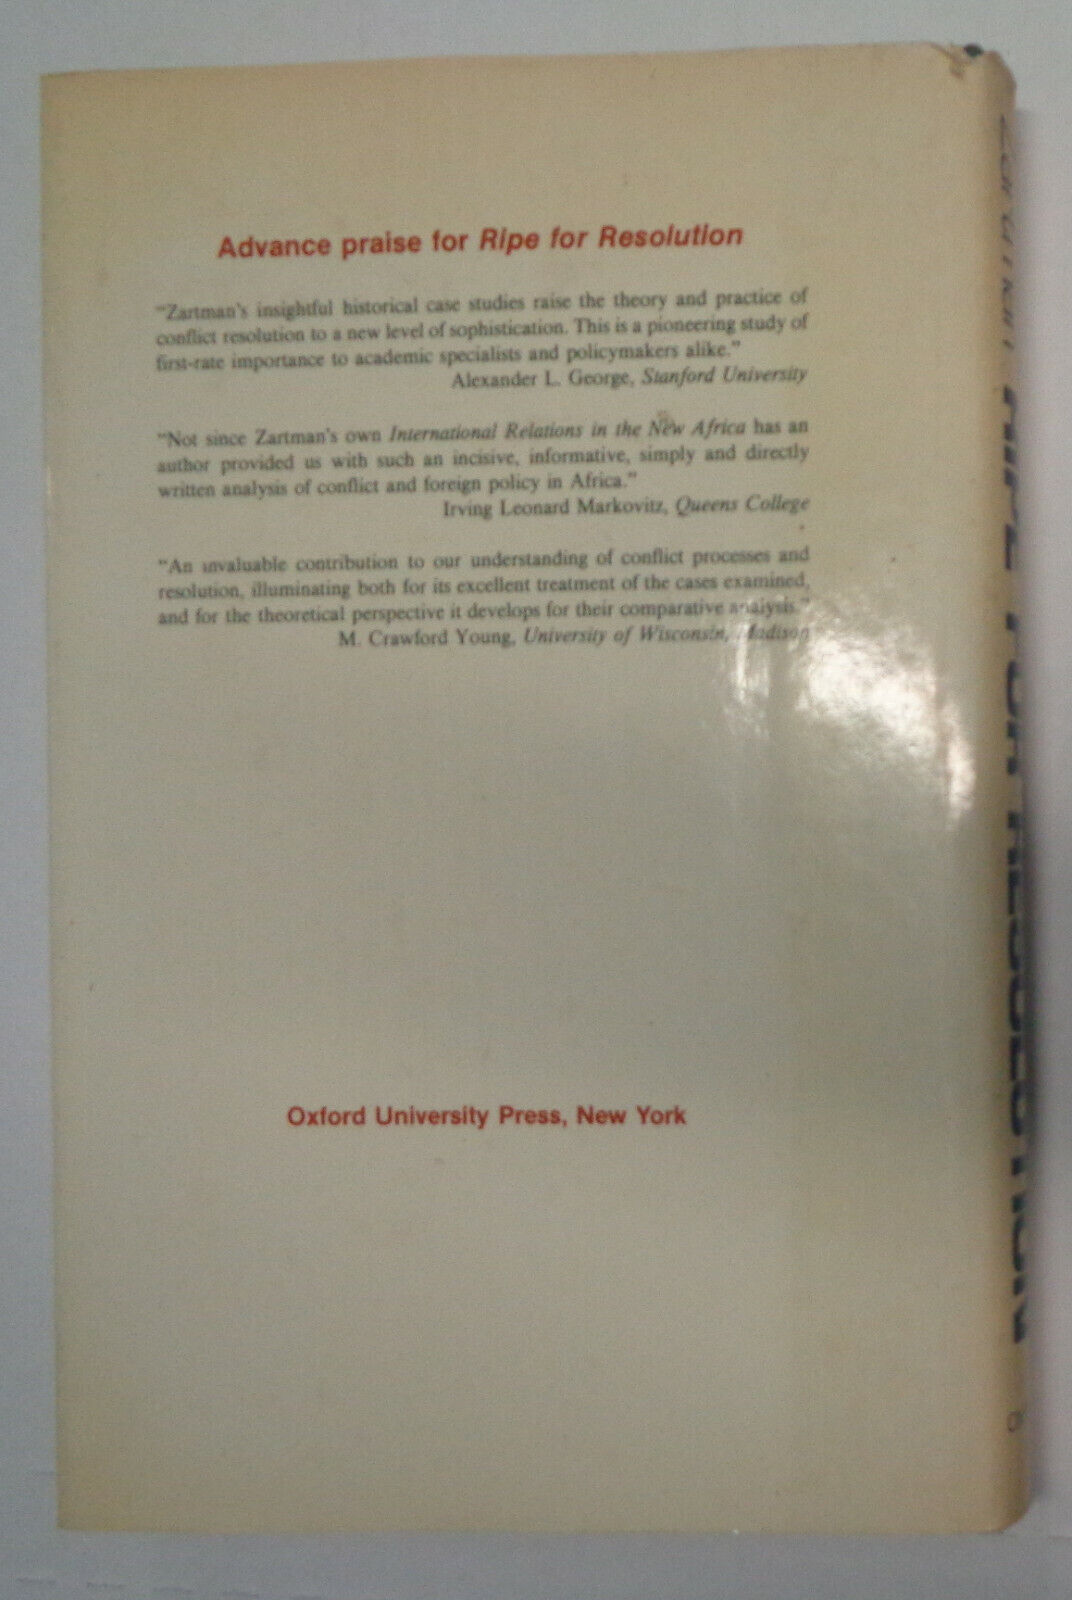 Advance praise for Ripe for Resolution
"Zartman's insightful historical case studies raise the theory and practice of
conflict resolution to a new level of sophistication. This is a pioneering study of
first-rate importance to academic specialists and policymakers alike."
Alexander L. George, Stanford University
"Not since Zartman's own International Relations in the New Africa has an
author provided us with such an incisive, informative, simply and directly
written analysis of conflict and foreign policy in Africa."
Irving Leonard Markovitz, Queens College
"An invaluable contribution to our understanding of conflict processes and
resolution, illuminating both for its excellent treatment of the cases examined,
and for the theoretical perspective it develops for their comparative analysis."
M. Crawford Young, University of Wisconsin, Madison
Oxford University Press, New York
Zartman RIPE FOR RESOLUTION